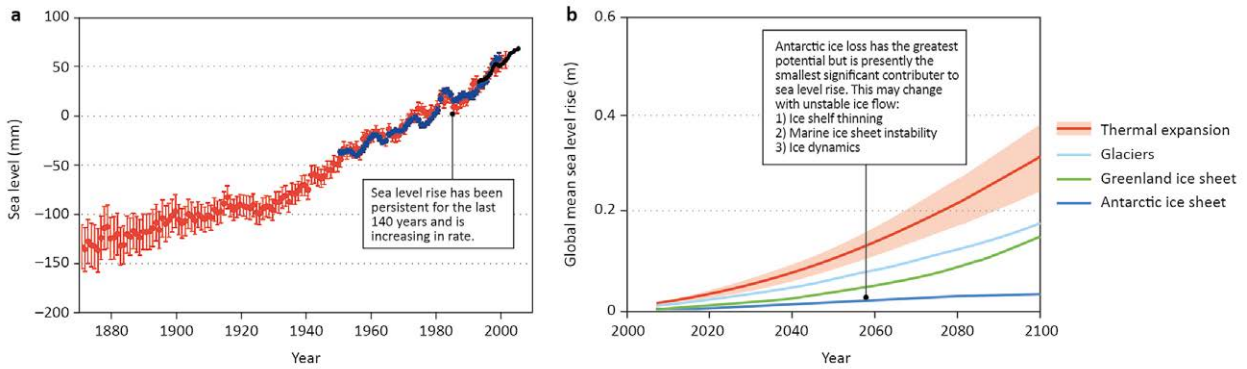 a
Sea level (mm)
100
50
0
−50
−100
−150
−200
1880
1900
1920
1940
1960
1980
2000
Year
Sea level rise has been
persistent for the last
140 years and is
increasing in rate.
b
Global mean sea level rise (m)
0.6
0.4
0.2
0
2000
2020
2040
2060
2080
2100
Year
Antarctic ice loss has the greatest
potential but is presently the
smallest significant contributer to
sea level rise. This may change
with unstable ice flow:
1) Ice shelf thinning
2) Marine ice sheet instability
3) Ice dynamics
Thermal expansion
Glaciers
Greenland ice sheet
Antarctic ice sheet